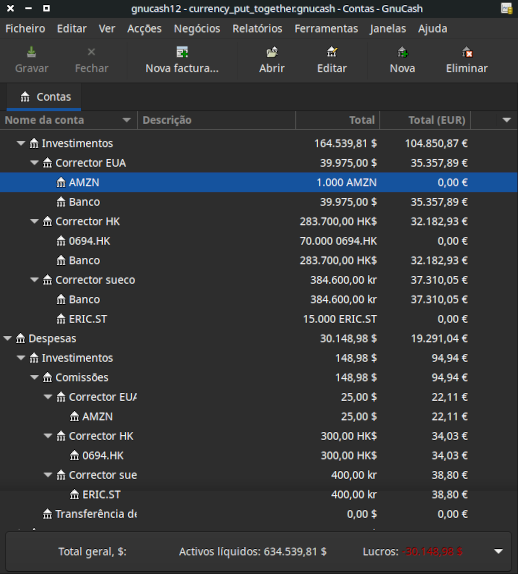 gnucash12 - currency_put_together.gnucash - Contas - GnuCash
Ficheiro Editar Ver Acções Negócios Relatórios Ferramentas Janelas Ajuda
Gravar Fechar Nova factura... Abrir Editar Nova Eliminar
Contas
Nome da conta Descrição Total Total (EUR)
Investimentos 164.539,81 $ 104.850,87 €
Corrector EUA 39.975,00 $ 35.357,89 €
AMZN 1.000 AMZN 0,00 €
Banco 39.975,00 $ 35.357,89 €
Corrector HK 283.700,00 HK$ 32.182,93 €
0694.HK 70.000 0694.HK 0,00 €
Banco 283.700,00 HK$ 32.182,93 €
Corrector sueco 384.600,00 kr 37.310,05 €
Banco 384.600,00 kr 37.310,05 €
ERIC.ST 15.000 ERIC.ST 0,00 €
Despesas 30.148,98 $ 19.291,04 €
Investimentos 148,98 $ 94,94 €
Comissões 148,98 $ 94,94 €
Corrector EUA 25,00 $ 22,11 €
AMZN 25,00 $ 22,11 €
Corrector HK 300,00 HK$ 34,03 €
0694.HK 300,00 HK$ 34,03 €
Corrector sue 400,00 kr 38,80 €
ERIC.ST 400,00 kr 38,80 €
Transferência de 0,00 $ 0,00 €
Total geral, $: Activos líquidos: 634.539,81 $ Lucros: -30.148,98 $